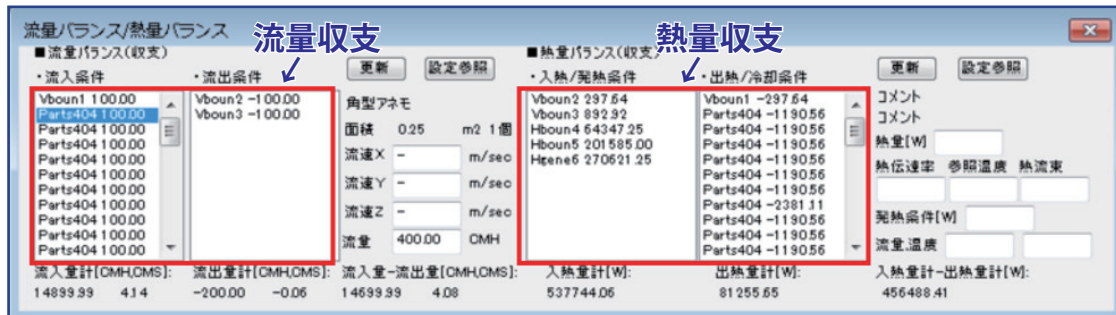 流量バランス/熱量バランス
流量収支
熱量収支
■流量バランス(収支)
■熱量バランス(収支)
・流入条件
・流出条件
更新
設定参照
・入熱/発熱条件
・出熱/冷却条件
更新
設定参照
Vboun1 100.00
Parts404 100.00
Parts404 100.00
Parts404 100.00
Parts404 100.00
Parts404 100.00
Parts404 100.00
Parts404 100.00
Parts404 100.00
Parts404 100.00
Parts404 100.00
Vboun2 -100.00
Vboun3 -100.00
角型アネモ
面積 0.25 m2 1個
流速X - m/sec
流速Y - m/sec
流速Z - m/sec
流量 400.00 CMH
Vboun2 297.64
Vboun3 892.92
Hboun4 64347.25
Hboun5 201585.00
Hgene6 270621.25
Vboun1 -297.64
Parts404 -1190.56
Parts404 -1190.56
Parts404 -1190.56
Parts404 -1190.56
Parts404 -1190.56
Parts404 -1190.56
Parts404 -2381.11
Parts404 -1190.56
Parts404 -1190.56
Parts404 -1190.56
コメント
コメント
熱量[W]
熱伝達率 参照温度 熱流束
発熱条件[W]
流量,温度
流入量計[CMH,CMS]:
流出量計[CMH,CMS]:
流入量-流出量[CMH,CMS]:
入熱量計[W]:
出熱量計[W]:
入熱量計-出熱量計[W]:
14899.99 4.14
-200.00 -0.06
14699.99 4.08
537744.06
81255.65
456488.41